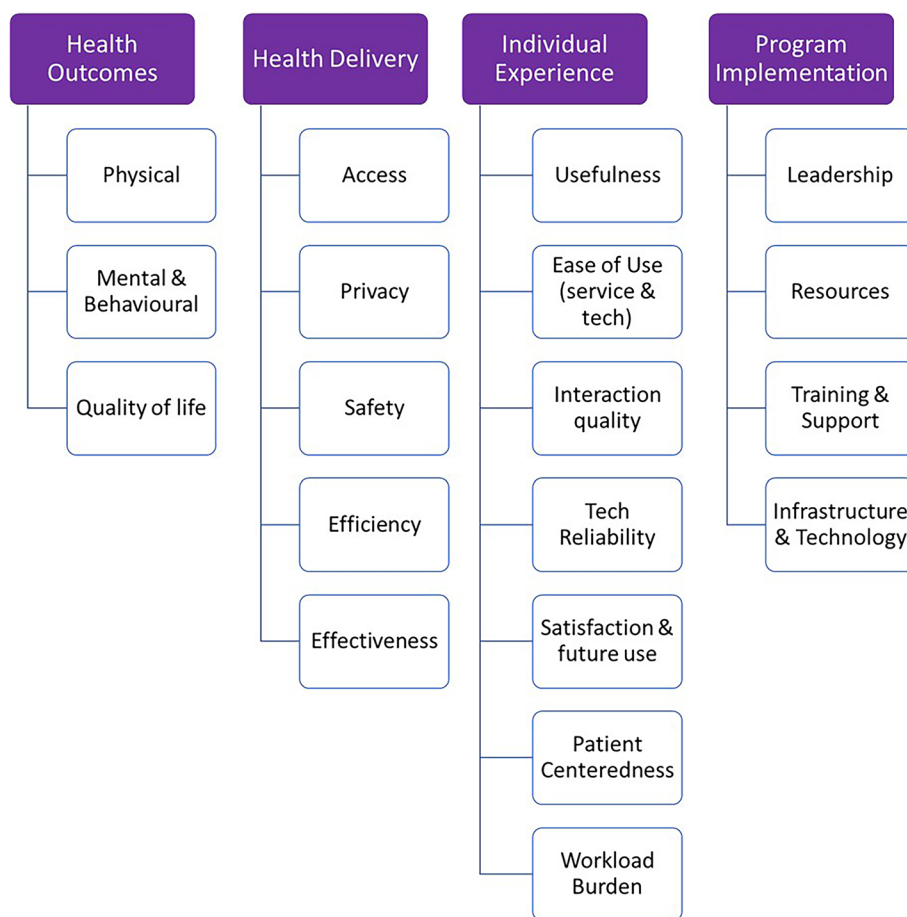 Health
Outcomes
Physical
Mental &
Behavioural
Quality of life
Health Delivery
Access
Privacy
Safety
Efficiency
Effectiveness
Individual
Experience
Usefulness
Ease of Use
(service &
tech)
Interaction
quality
Tech
Reliability
Satisfaction &
future use
Patient
Centeredness
Workload
Burden
Program
Implementation
Leadership
Resources
Training &
Support
Infrastructure
& Technology